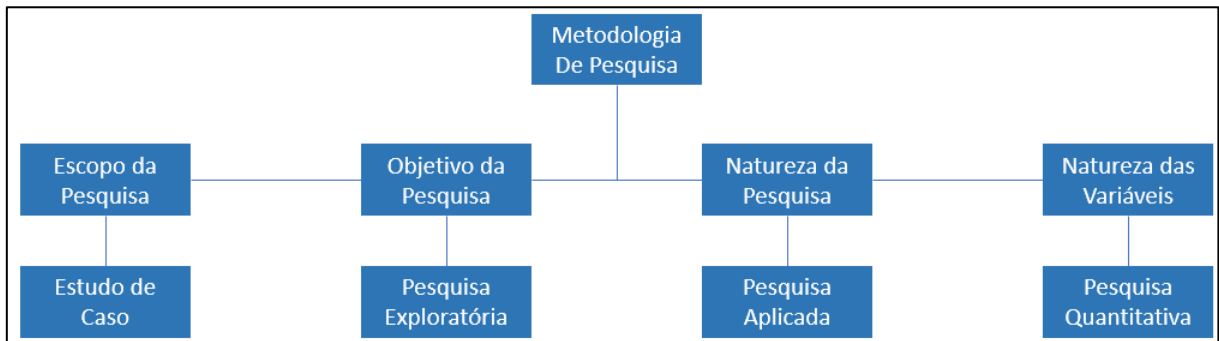 Metodologia
De Pesquisa
Escopo da
Pesquisa
Objetivo da
Pesquisa
Natureza da
Pesquisa
Natureza das
Variáveis
Estudo de
Caso
Pesquisa
Exploratória
Pesquisa
Aplicada
Pesquisa
Quantitativa